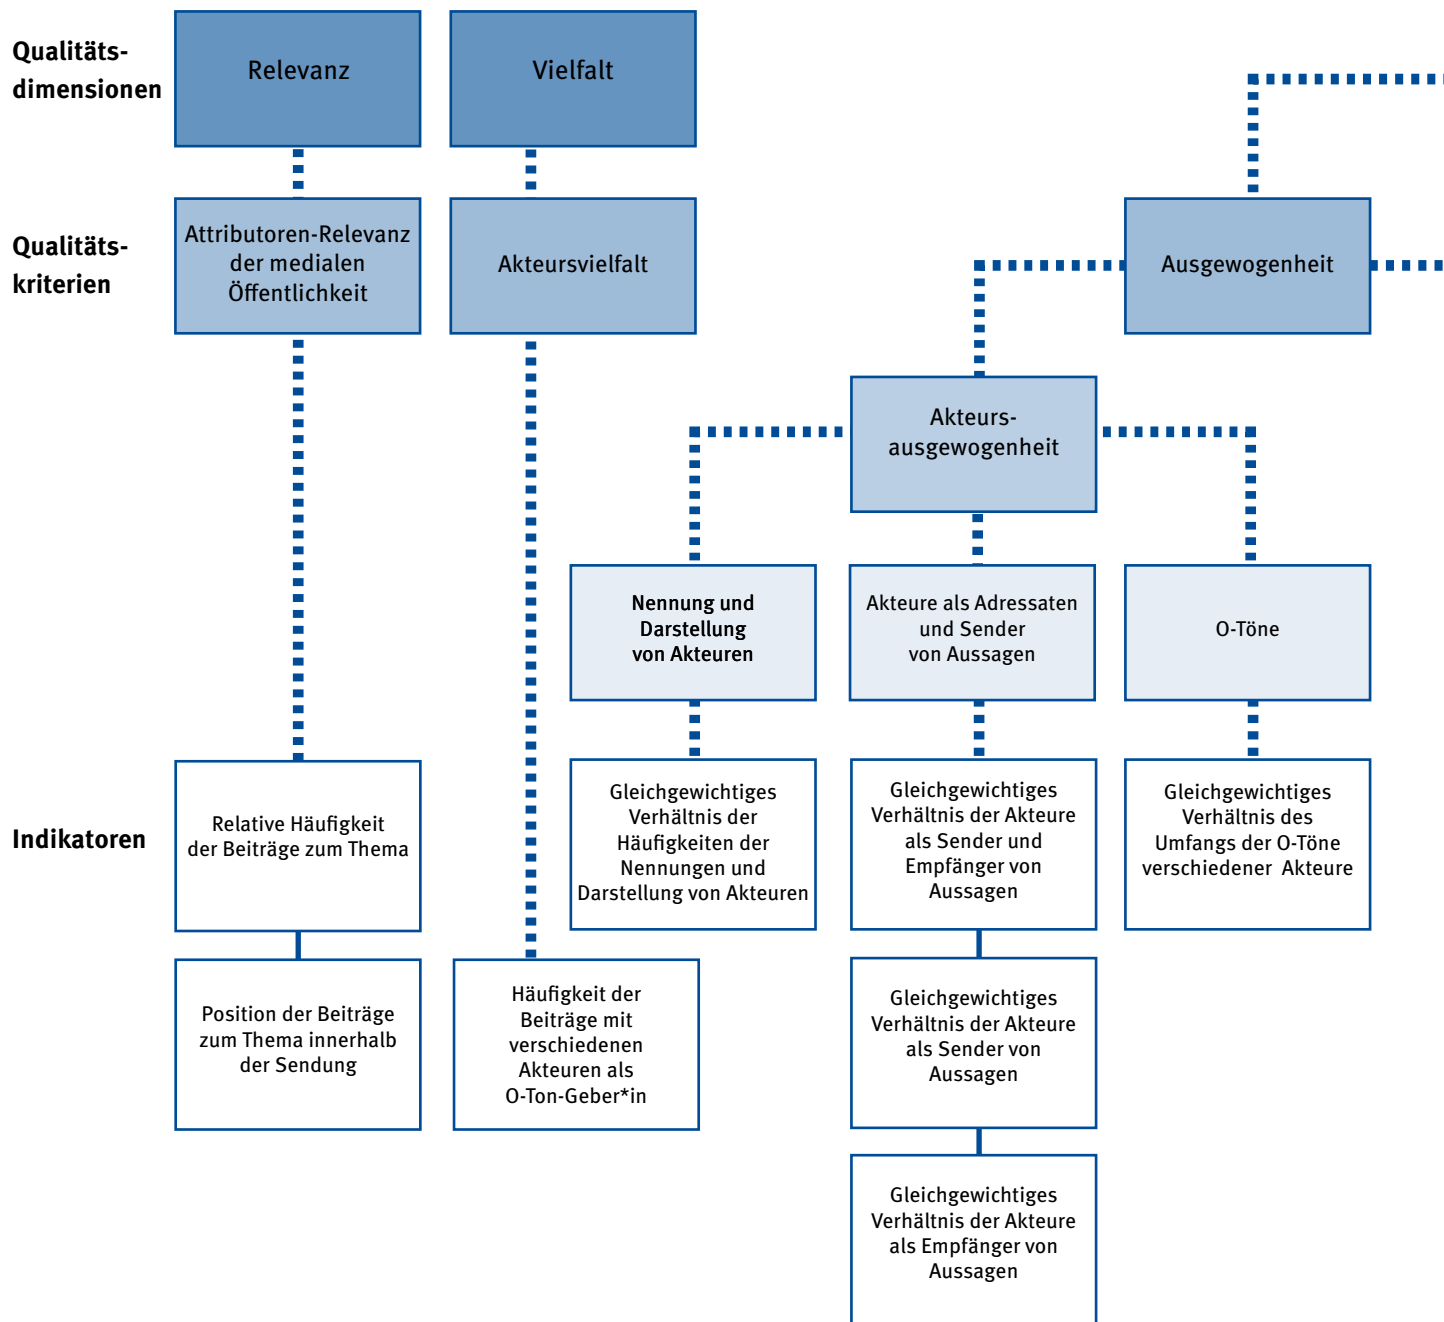 Qualitäts-
dimensionen
Relevanz
Vielfalt
Qualitäts-
kriterien
Attributoren-Relevanz
der medialen
Öffentlichkeit
Akteursvielfalt
Ausgewogenheit
Akteurs-
ausgewogenheit
Nennung und
Darstellung
von Akteuren
Akteure als Adressaten
und Sender
von Aussagen
O-Töne
Indikatoren
Relative Häufigkeit
der Beiträge zum Thema
Gleichgewichtiges
Verhältnis der
Häufigkeiten der
Nennungen und
Darstellung von Akteuren
Gleichgewichtiges
Verhältnis der Akteure
als Sender und
Empfänger von
Aussagen
Gleichgewichtiges
Verhältnis des
Umfangs der O-Töne
verschiedener Akteure
Position der Beiträge
zum Thema innerhalb
der Sendung
Häufigkeit der
Beiträge mit
verschiedenen
Akteuren als
O-Ton-Geber*in
Gleichgewichtiges
Verhältnis der Akteure
als Sender von
Aussagen
Gleichgewichtiges
Verhältnis der Akteure
als Empfänger von
Aussagen